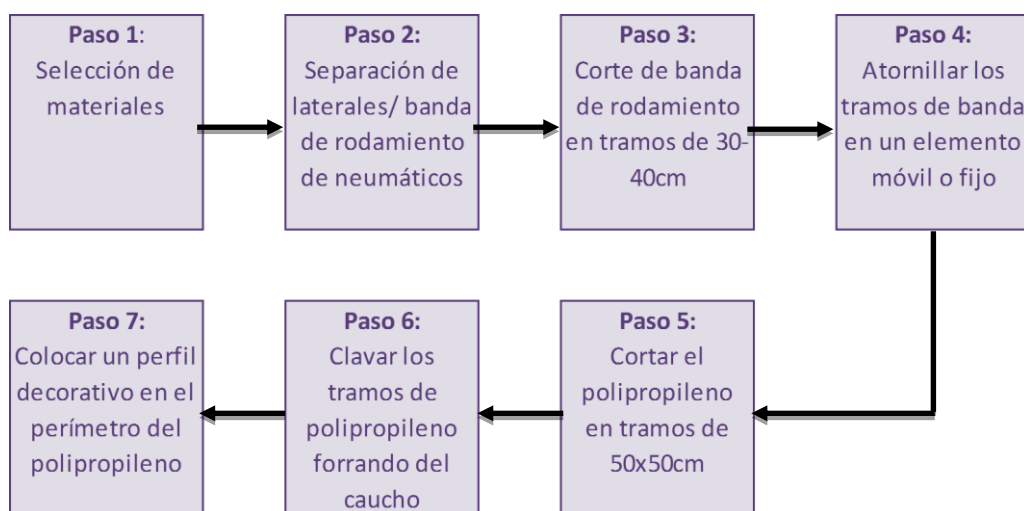 Paso 1:
Selección de
materiales
Paso 2:
Separación de
laterales/ banda
de rodamiento
de neumáticos
Paso 3:
Corte de banda
de rodamiento
en tramos de 30-
40cm
Paso 4:
Atornillar los
tramos de banda
en un elemento
móvil o fijo
Paso 5:
Cortar el
polipropileno
en tramos de
50x50cm
Paso 6:
Clavar los
tramos de
polipropileno
forrando del
caucho
Paso 7:
Colocar un perfil
decorativo en el
perímetro del
polipropileno